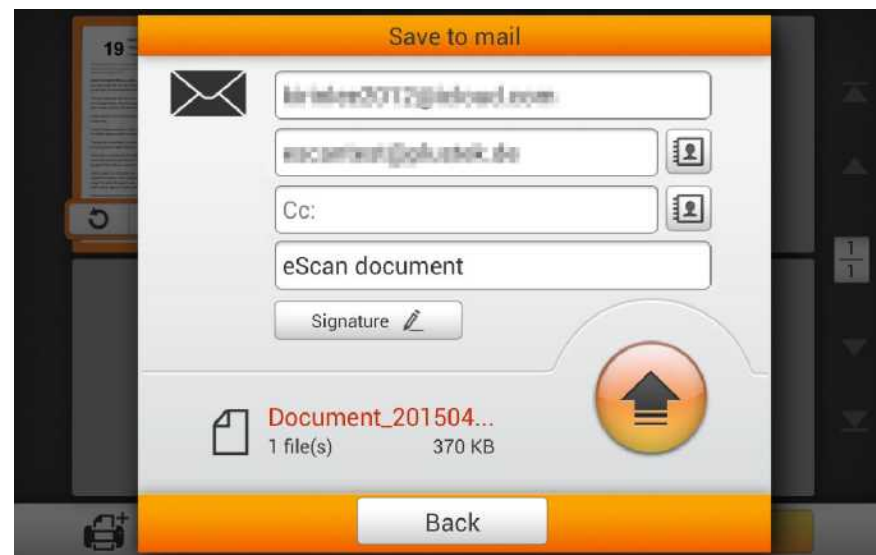 Save to mail
19
Cc:
eScan document
Signature
Document_201504...
1 file(s) 370 KB
1
1
Back